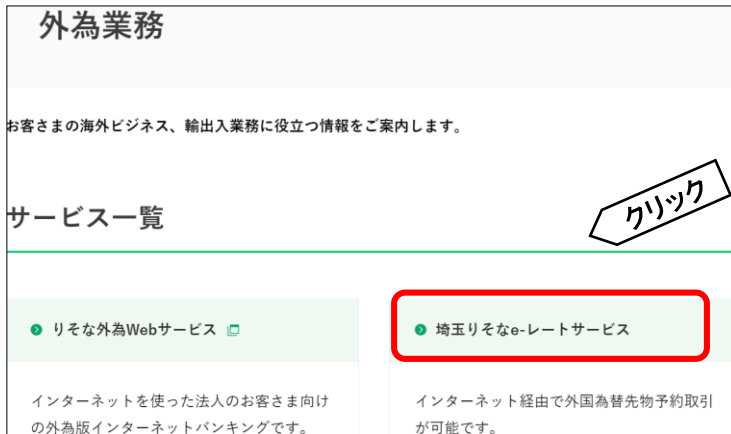 外為業務
お客さまの海外ビジネス、輸出入業務に役立つ情報をご案内します。
サービス一覧
クリック
りそな外為Webサービス
埼玉りそなe-レートサービス
インターネットを使った法人のお客さま向け
の外為版インターネットバンキングです。
インターネット経由で外国為替先物予約取引
が可能です。